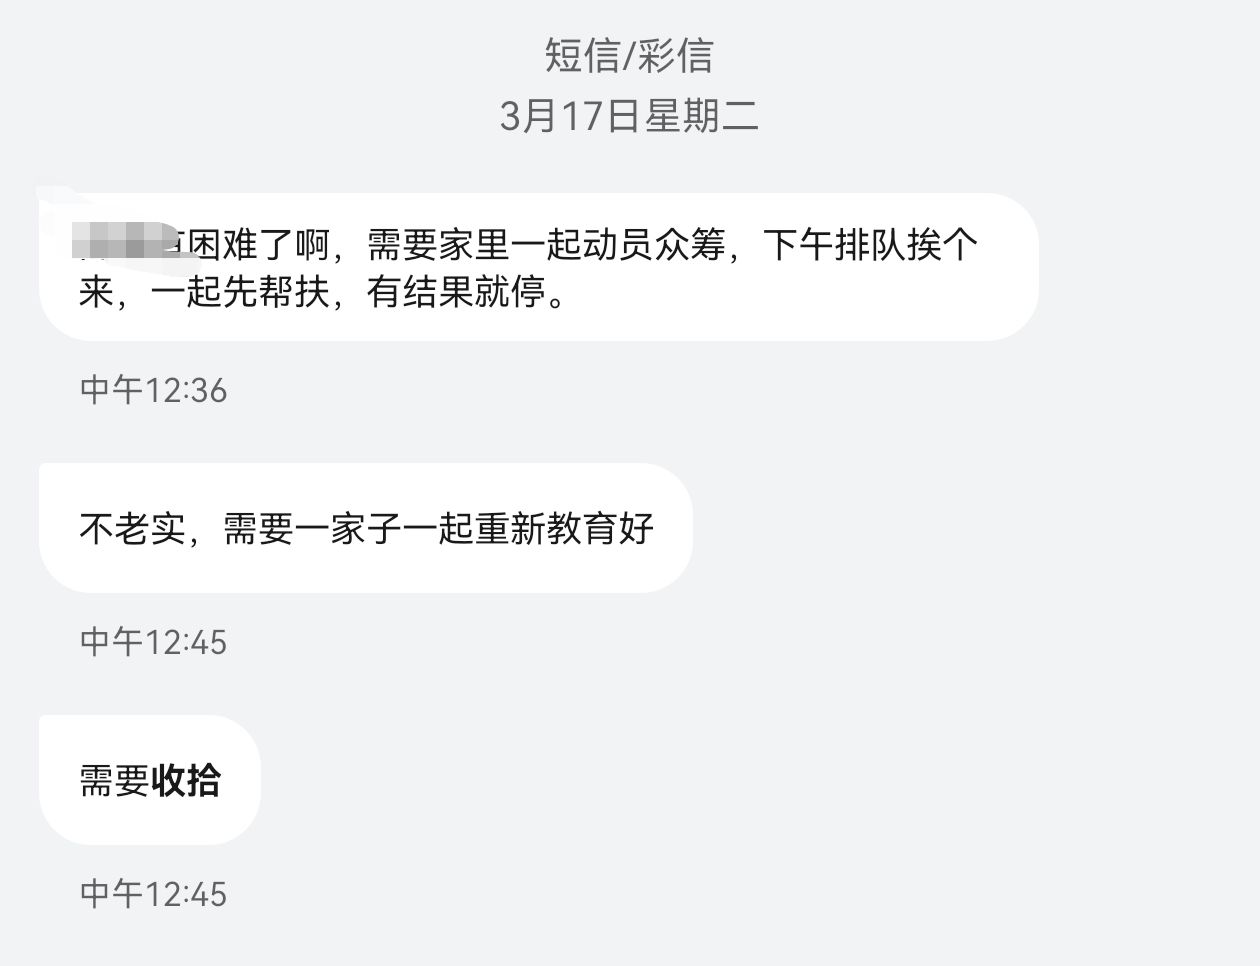 短信/彩信
3月17日星期二
困难了啊，需要家里一起动员众筹，下午排队挨个
来，一起先帮扶，有结果就停。
中午12:36
不老实，需要一家子一起重新教育好
中午12:45
需要收拾
中午12:45